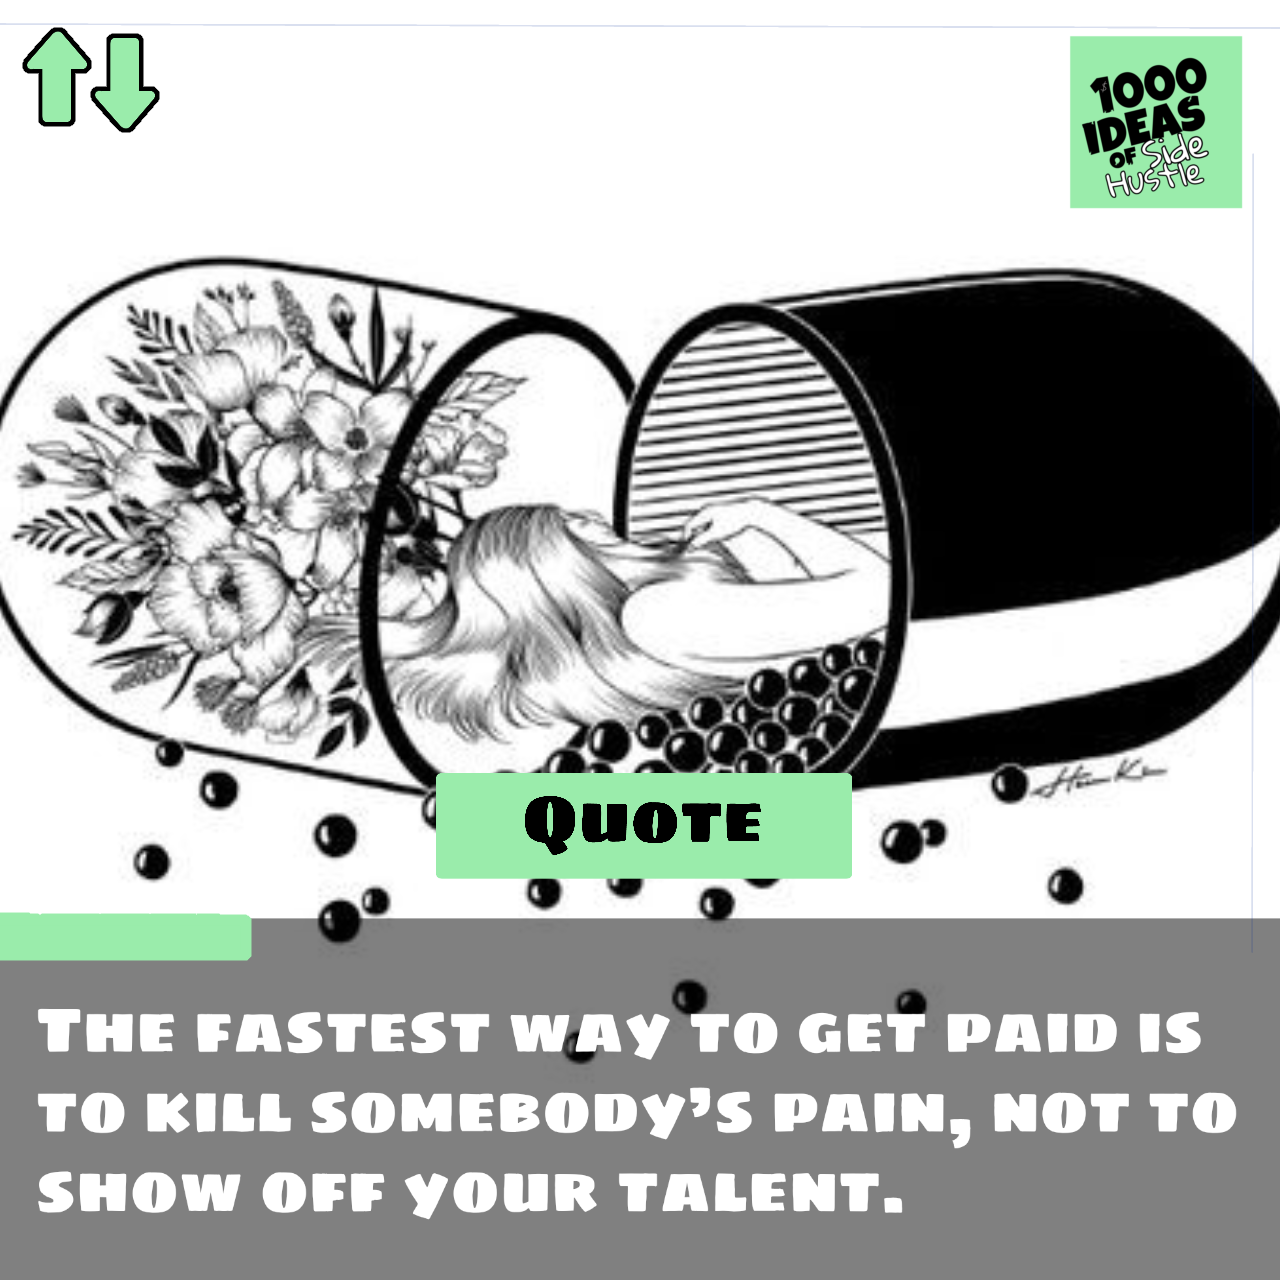 1000
IDEAS
OF Side
Hustle
Quote
The fastest way to get paid is
to kill somebody's pain, not to
show off your talent.